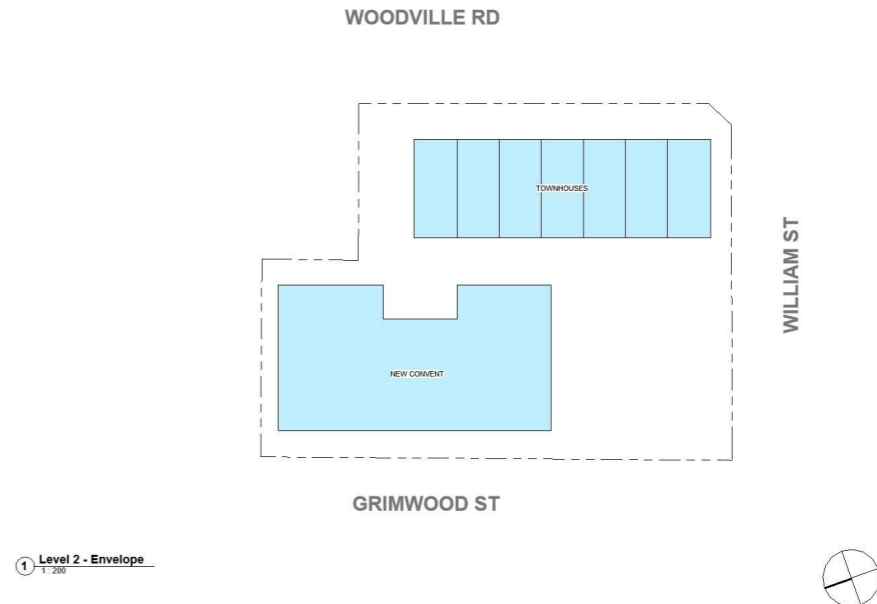 WOODVILLE RD
TOWNHOUSES
WILLIAM ST
NEW CONVENT
GRIMWOOD ST
1 Level 2 - Envelope
1 : 200